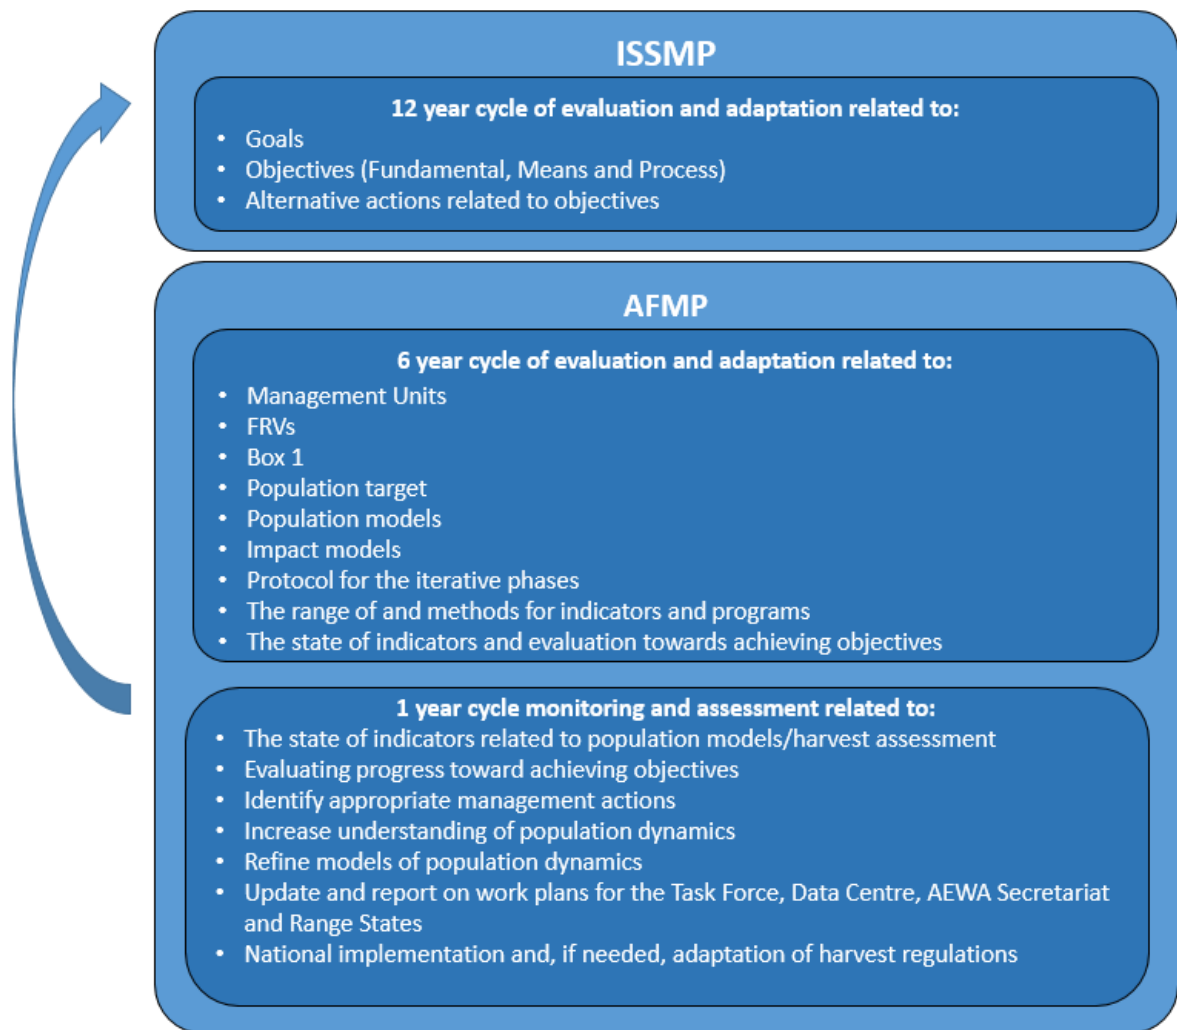 ISSMP
12 year cycle of evaluation and adaptation related to:
• Goals
• Objectives (Fundamental, Means and Process)
• Alternative actions related to objectives
AFMP
6 year cycle of evaluation and adaptation related to:
• Management Units
• FRVs
• Box 1
• Population target
• Population models
• Impact models
• Protocol for the iterative phases
• The range of and methods for indicators and programs
• The state of indicators and evaluation towards achieving objectives
1 year cycle monitoring and assessment related to:
• The state of indicators related to population models/harvest assessment
• Evaluating progress toward achieving objectives
• Identify appropriate management actions
• Increase understanding of population dynamics
• Refine models of population dynamics
• Update and report on work plans for the Task Force, Data Centre, AEWA Secretariat
and Range States
• National implementation and, if needed, adaptation of harvest regulations